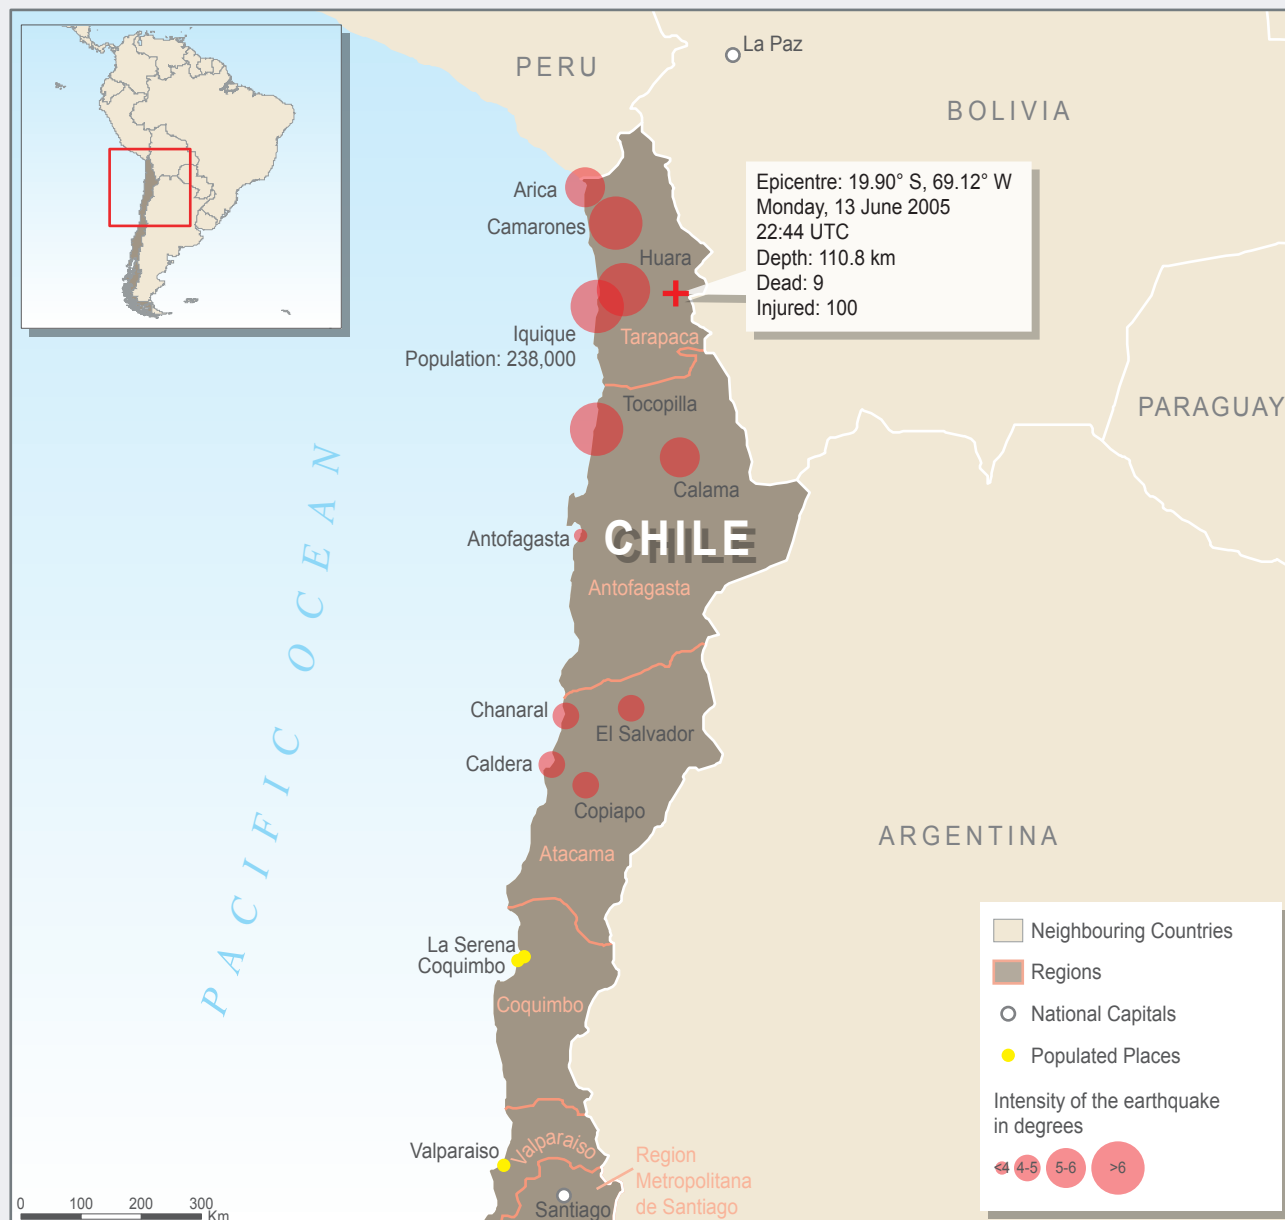 La Paz
PERU
BOLIVIA
Arica
Camarones
Huara
Epicentre: 19.90° S, 69.12° W
Monday, 13 June 2005
22:44 UTC
Depth: 110.8 km
Dead: 9
Injured: 100
Iquique
Population: 238,000
Tarapaca
Tocopilla
PARAGUAY
Calama
PACIFIC OCEAN
Antofagasta
CHILE
Antofagasta
Chanaral
El Salvador
Caldera
Copiapo
Atacama
ARGENTINA
La Serena
Coquimbo
Coquimbo
Valparaiso
Valparaiso
Region
Metropolitana
de Santiago
Santiago
Neighbouring Countries
Regions
National Capitals
Populated Places
Intensity of the earthquake
in degrees
<4 4-5 5-6 >6
0 100 200 300
Km